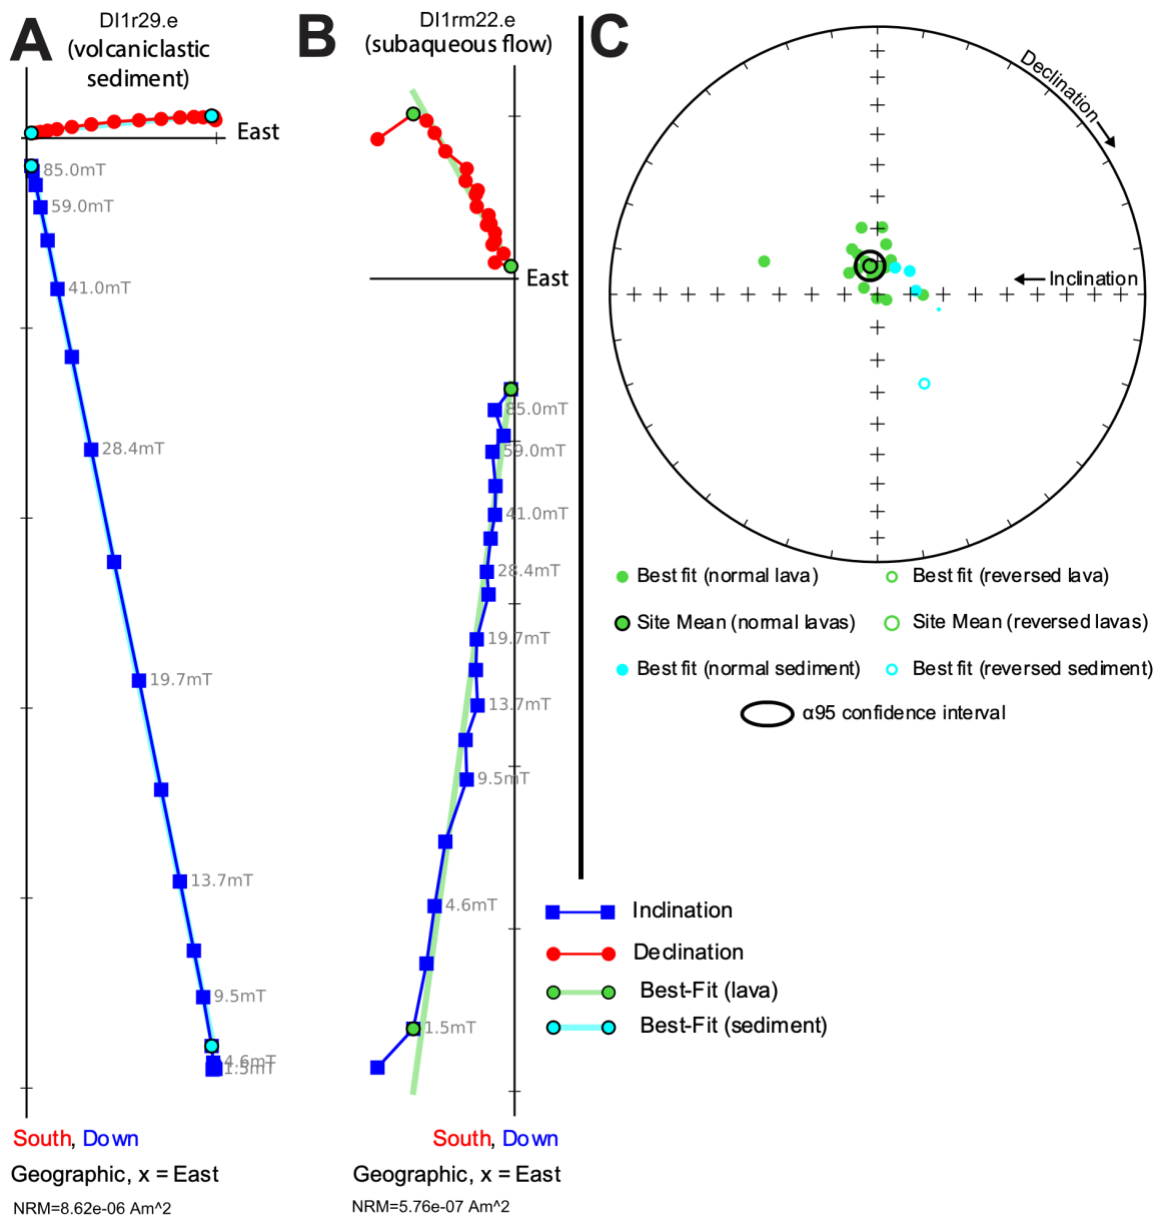 A
DI1r29.e
(volcaniclastic
sediment)
East
85.0mT
59.0mT
41.0mT
28.4mT
19.7mT
13.7mT
9.5mT
4.6mT
1.5mT
South, Down
Geographic, x = East
NRM=8.62e-06 Am^2
B
DI1rm22.e
(subaqueous flow)
East
85.0mT
59.0mT
41.0mT
28.4mT
19.7mT
13.7mT
9.5mT
4.6mT
1.5mT
South, Down
Geographic, x = East
NRM=5.76e-07 Am^2
C
Declination
Inclination
Best fit (normal lava)
Best fit (reversed lava)
Site Mean (normal lavas)
Site Mean (reversed lavas)
Best fit (normal sediment)
Best fit (reversed sediment)
α95 confidence interval
Inclination
Declination
Best-Fit (lava)
Best-Fit (sediment)